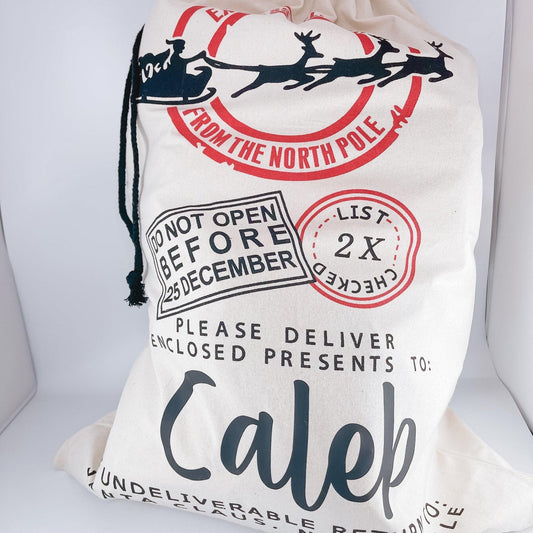 FROM THE NORTH POLE
DO NOT OPEN
BEFORE
25 DECEMBER
LIST
2 X
CHECKED
PLEASE DELIVER
ENCLOSED PRESENTS TO:
Caleb
UNDELIVERABLE